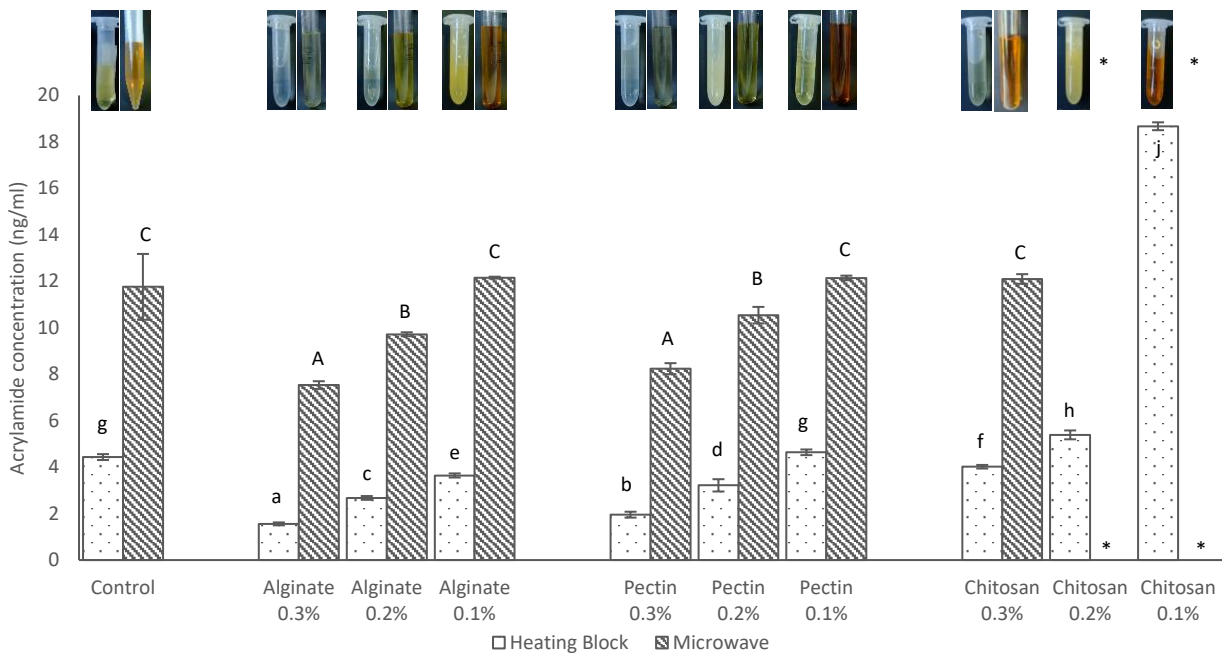 * *
20
18
16
14
12
10
8
6
4
2
0
Acrylamide concentration (ng/ml)
g C
a A
c B
e C
b A
d B
g C
f C
h *
j *
Control
Alginate
0.3%
Alginate
0.2%
Alginate
0.1%
Pectin
0.3%
Pectin
0.2%
Pectin
0.1%
Chitosan
0.3%
Chitosan
0.2%
Chitosan
0.1%
Heating Block Microwave